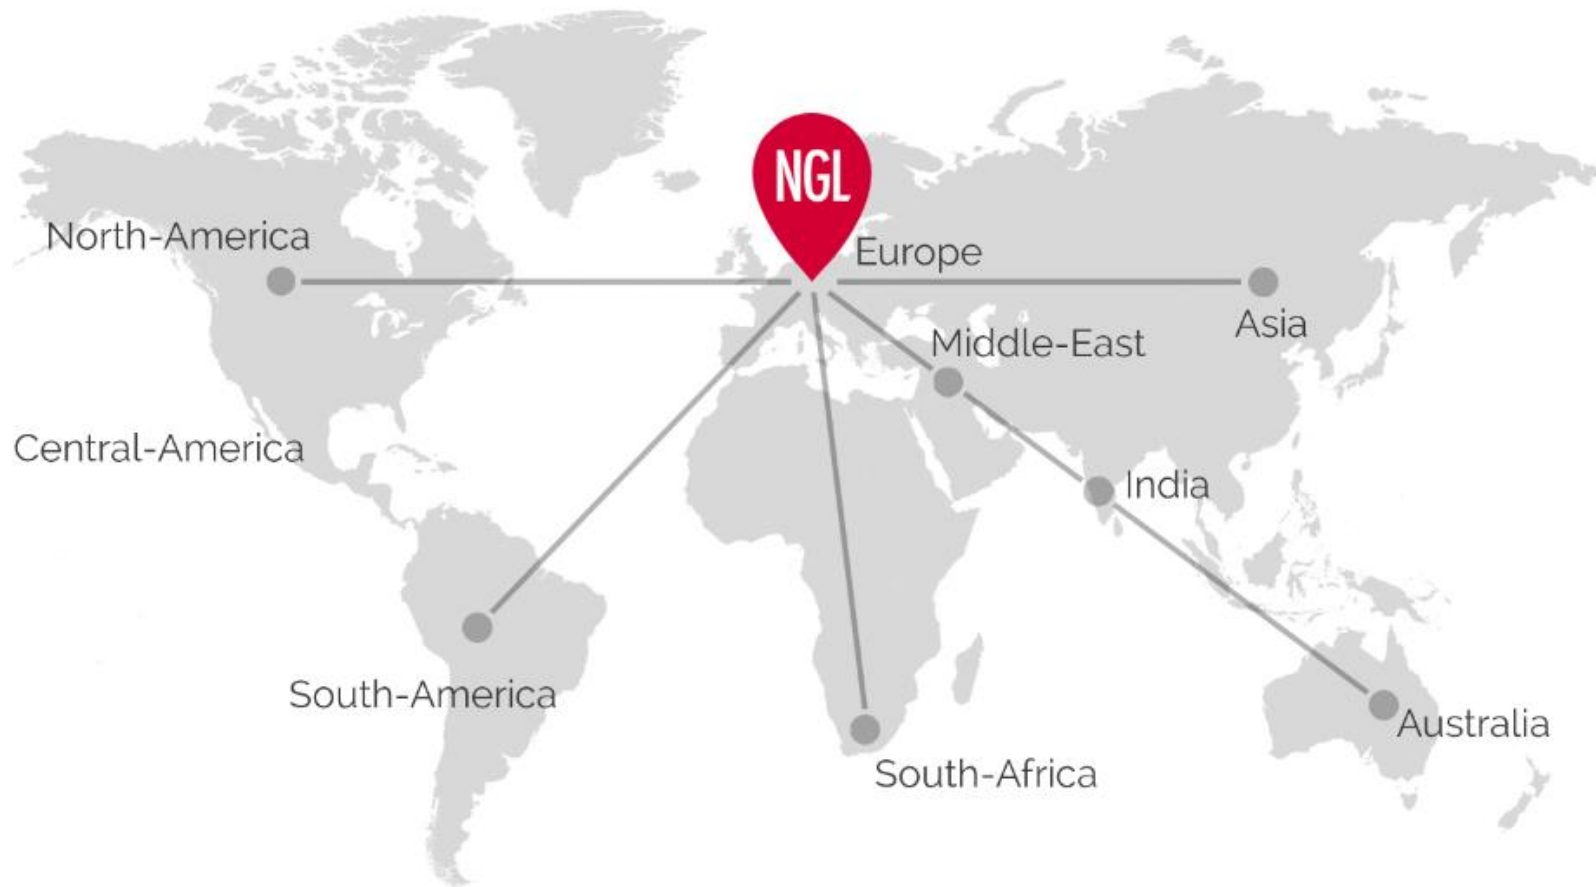 NGL
North-America
Europe
Asia
Middle-East
Central-America
India
South-America
Australia
South-Africa